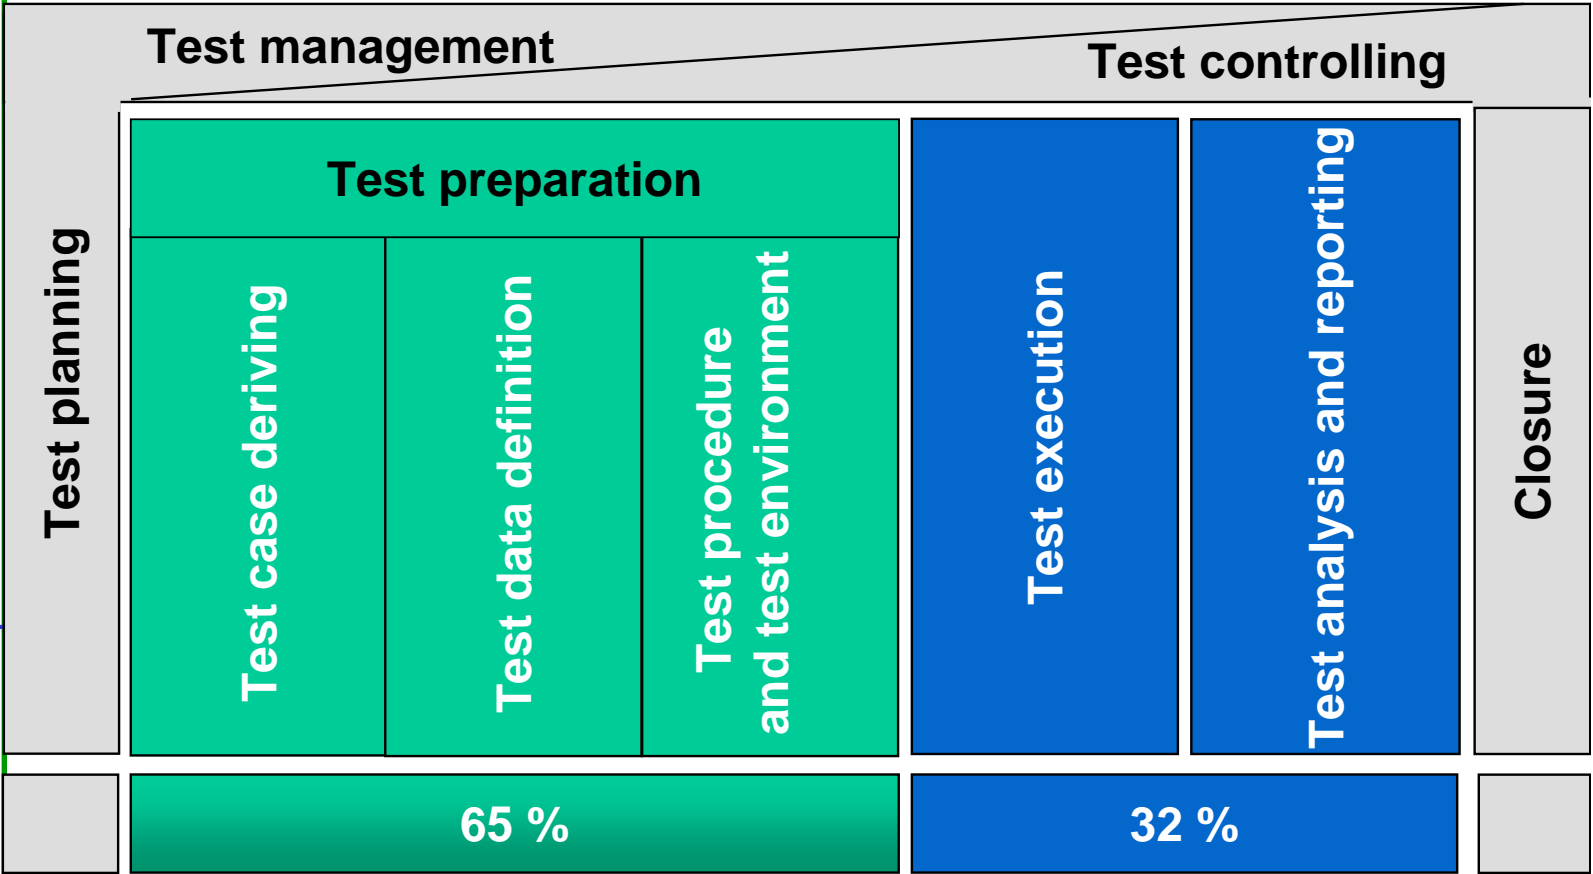 Test management
Test controlling
Test planning
Test preparation
Test case deriving
Test data definition
Test procedure
and test environment
Test execution
Test analysis and reporting
Closure
65 %
32 %